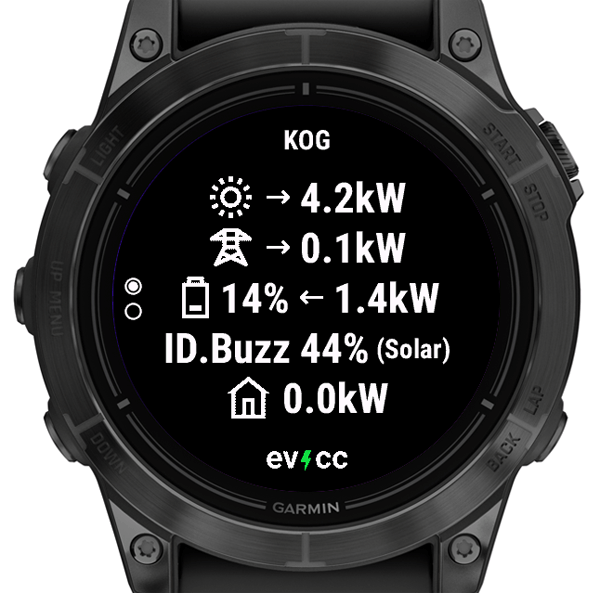 KOG
→ 4.2kW
→ 0.1kW
14% ← 1.4kW
ID.Buzz 44% (Solar)
0.0kW
evcc
GARMIN
LIGHT
UP MENU
DOWN
START STOP
LAP
BACK